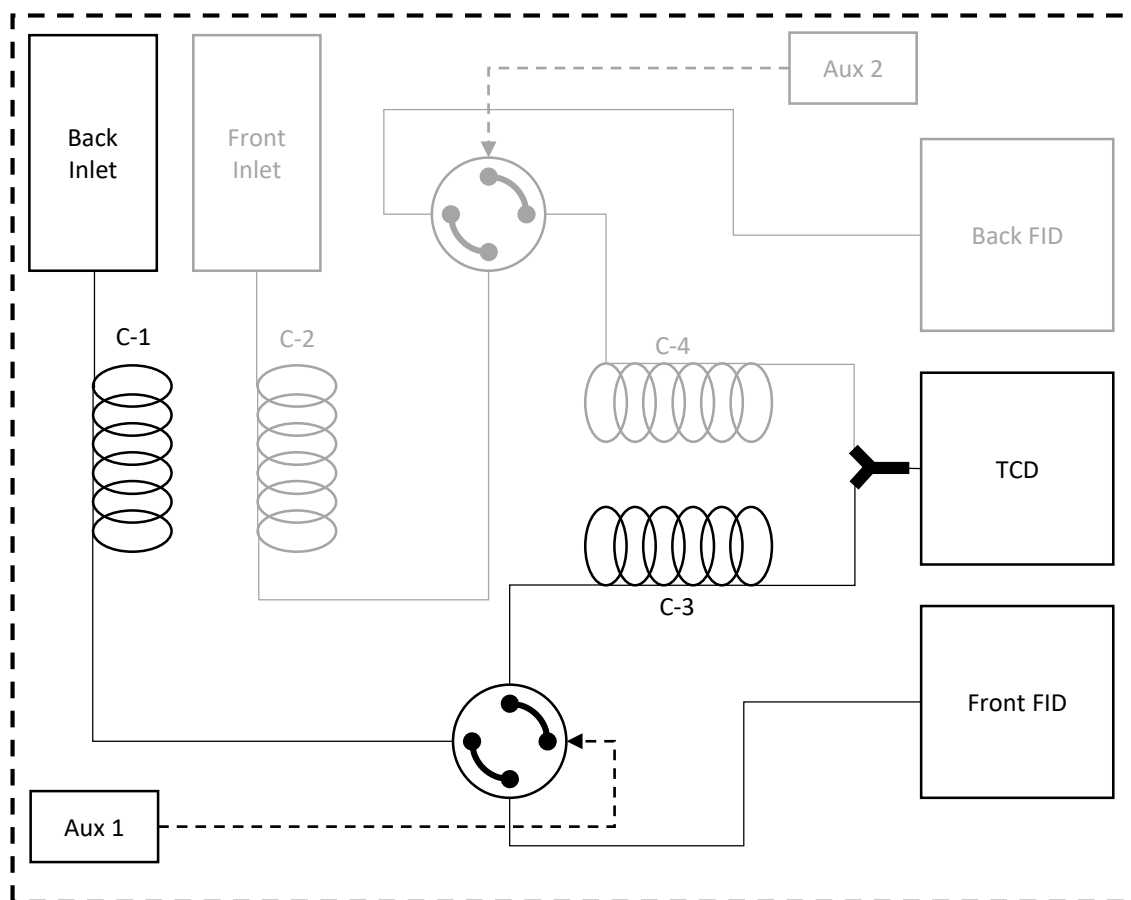 Back
Inlet
Front
Inlet
Aux 2
Back FID
C-1
C-2
C-4
TCD
C-3
Front FID
Aux 1